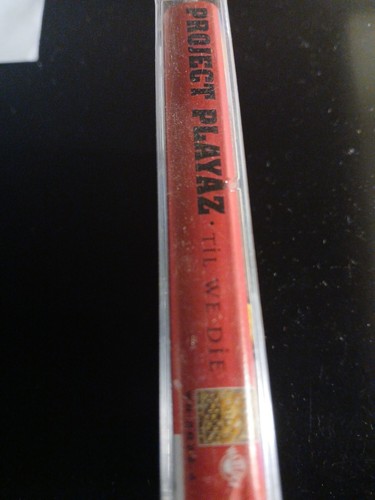 PROJECT PLAYAZ · TiL WE DiE